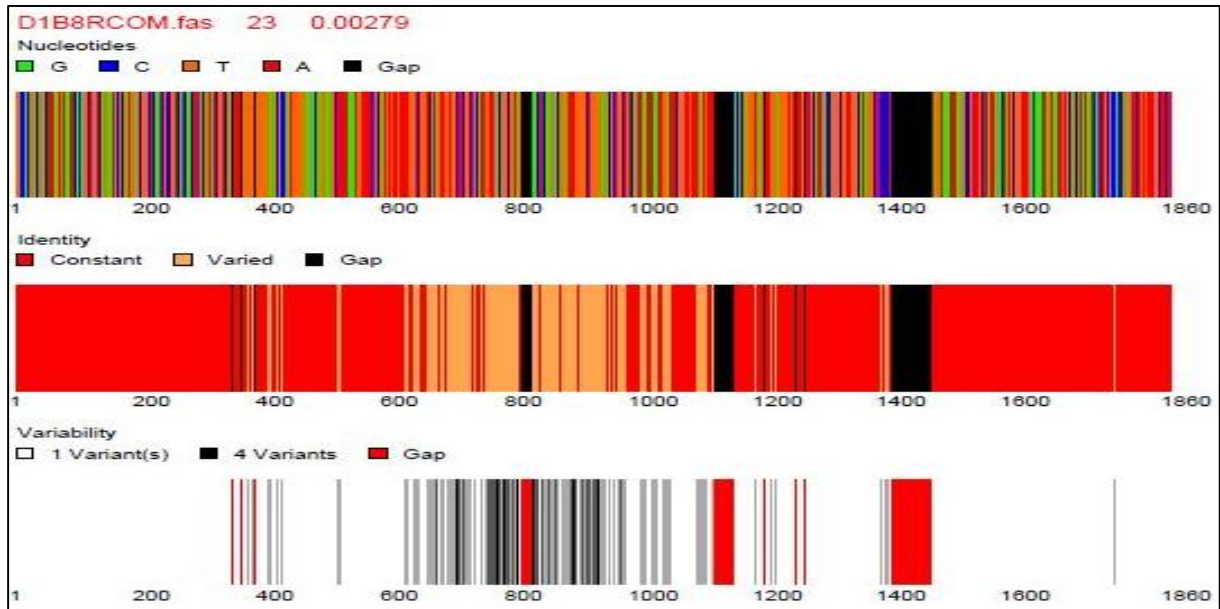 D1B8RCOM.fas 23 0.00279
Nucleotides
G C T A Gap
1 200 400 600 800 1000 1200 1400 1600 1860
Identity
Constant Varied Gap
1 200 400 600 800 1000 1200 1400 1600 1860
Variability
1 Variant(s) 4 Variants Gap
1 200 400 600 800 1000 1200 1400 1600 1860